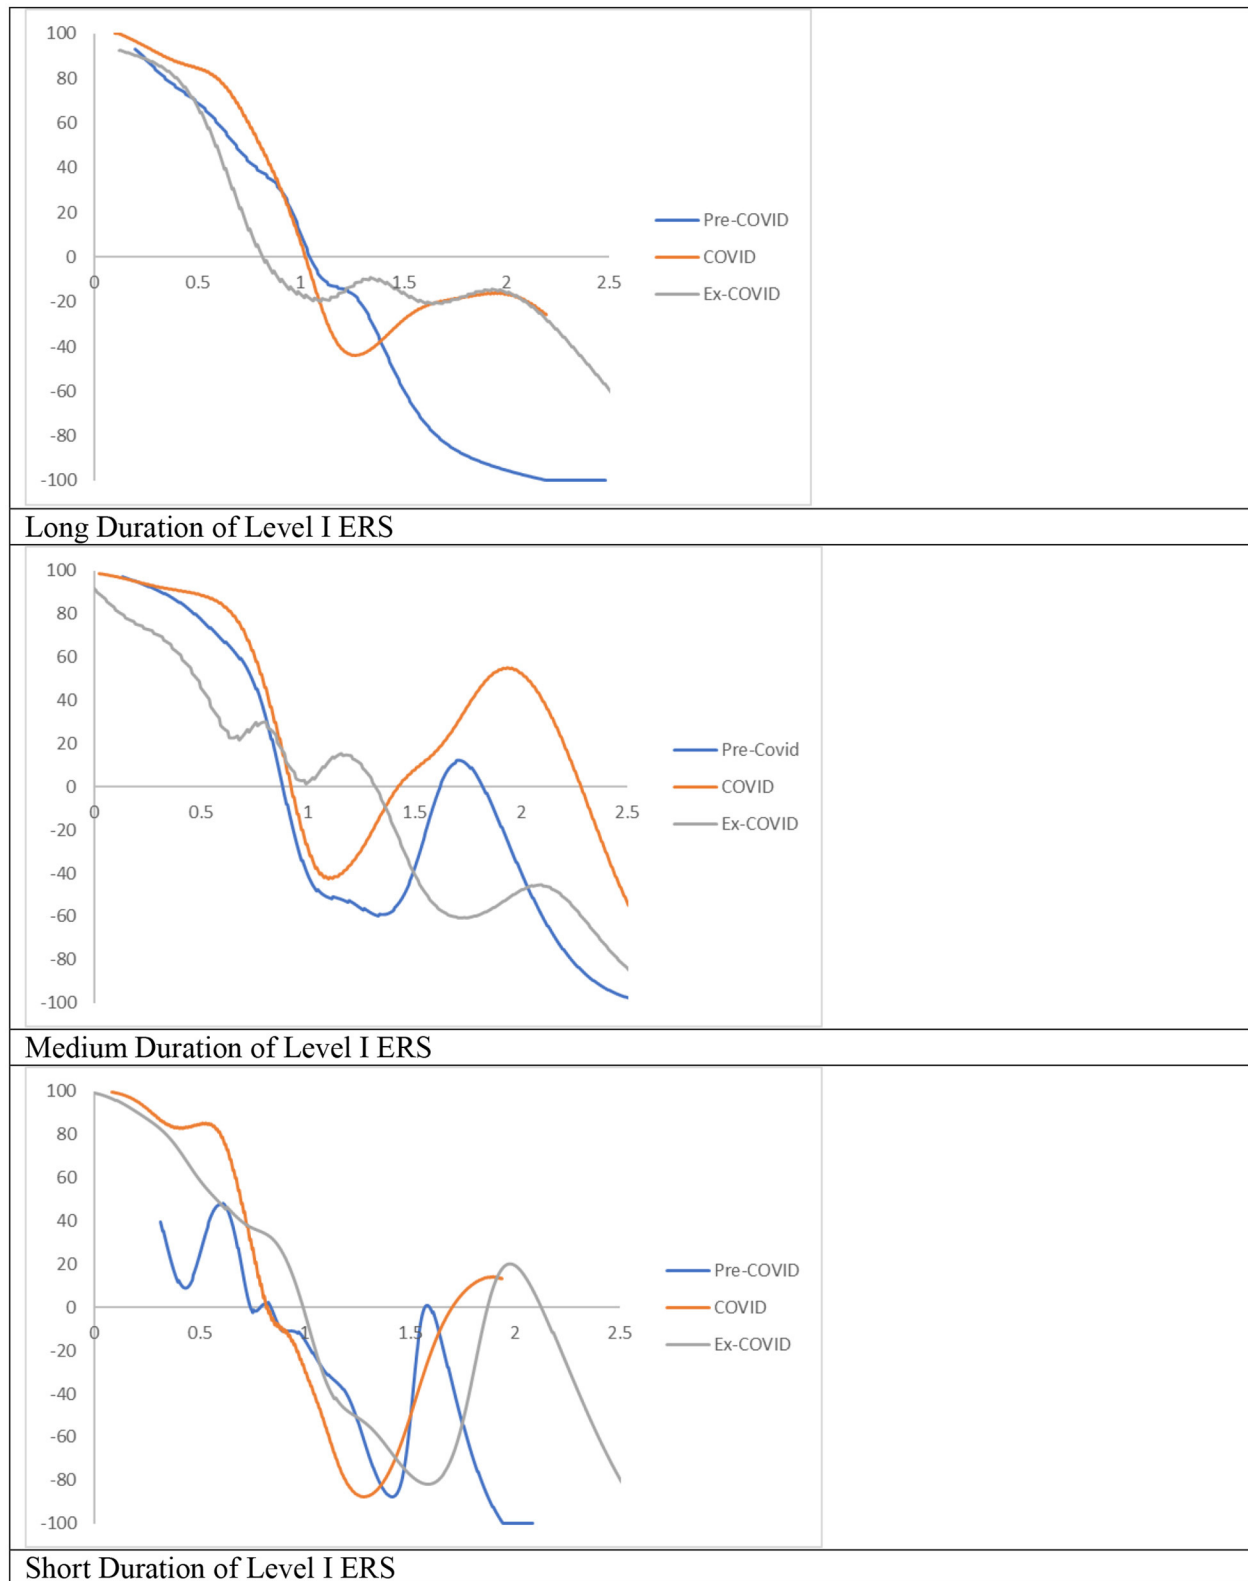 100
80
60
40
20
0
-20
-40
-60
-80
-100
0 0.5 1 1.5 2 2.5
Pre-COVID
COVID
Ex-COVID
Long Duration of Level I ERS
100
80
60
40
20
0
-20
-40
-60
-80
-100
0 0.5 1 1.5 2 2.5
Pre-Covid
COVID
Ex-COVID
Medium Duration of Level I ERS
100
80
60
40
20
0
-20
-40
-60
-80
-100
0 0.5 1 1.5 2 2.5
Pre-COVID
COVID
Ex-COVID
Short Duration of Level I ERS